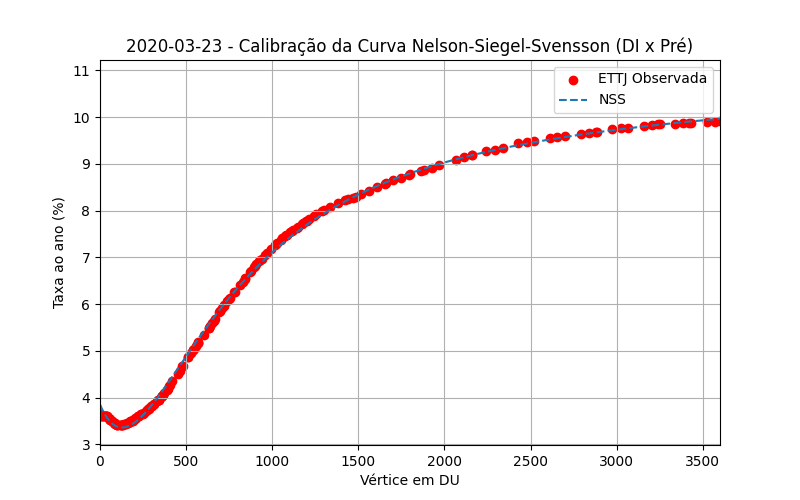 2020-03-23 - Calibração da Curva Nelson-Siegel-Svensson (DI x Pré)
ETTJ Observada
NSS
Taxa ao ano (%)
11
10
9
8
7
6
5
4
3
0 500 1000 1500 2000 2500 3000 3500
Vértice em DU